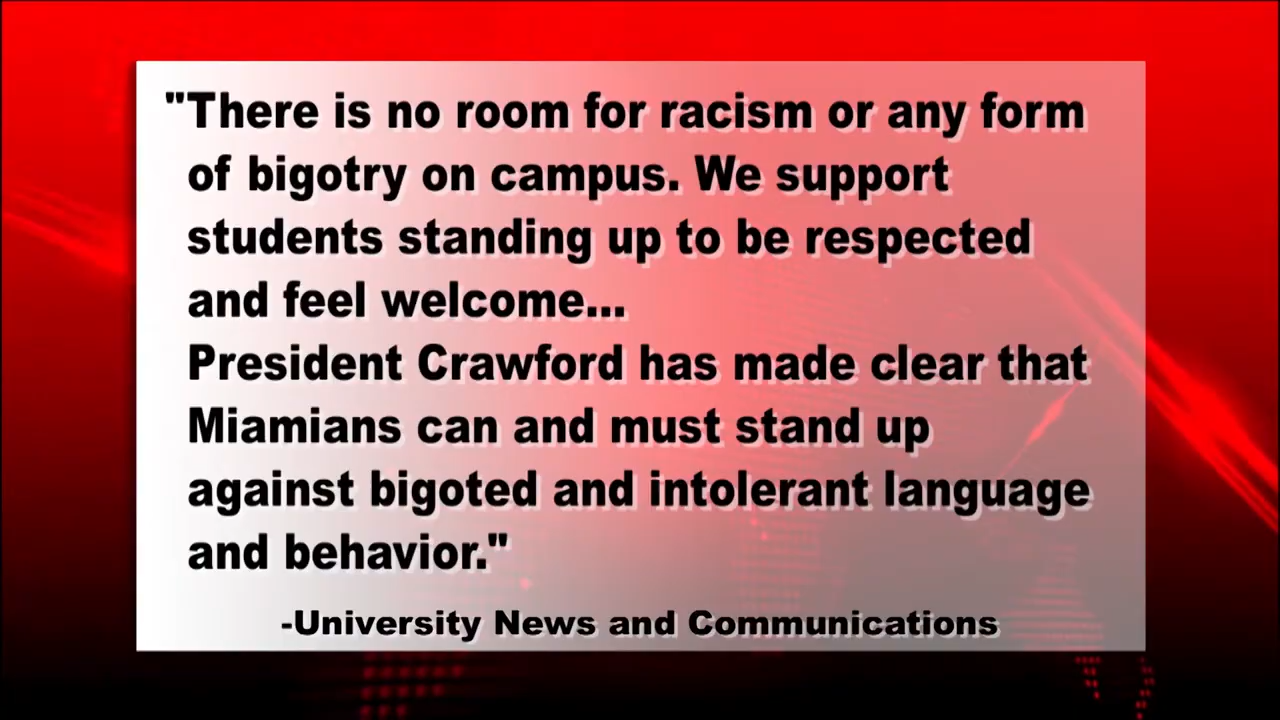 "There is no room for racism or any form
of bigotry on campus. We support
students standing up to be respected
and feel welcome...
President Crawford has made clear that
Miamians can and must stand up
against bigoted and intolerant language
and behavior."
-University News and Communications